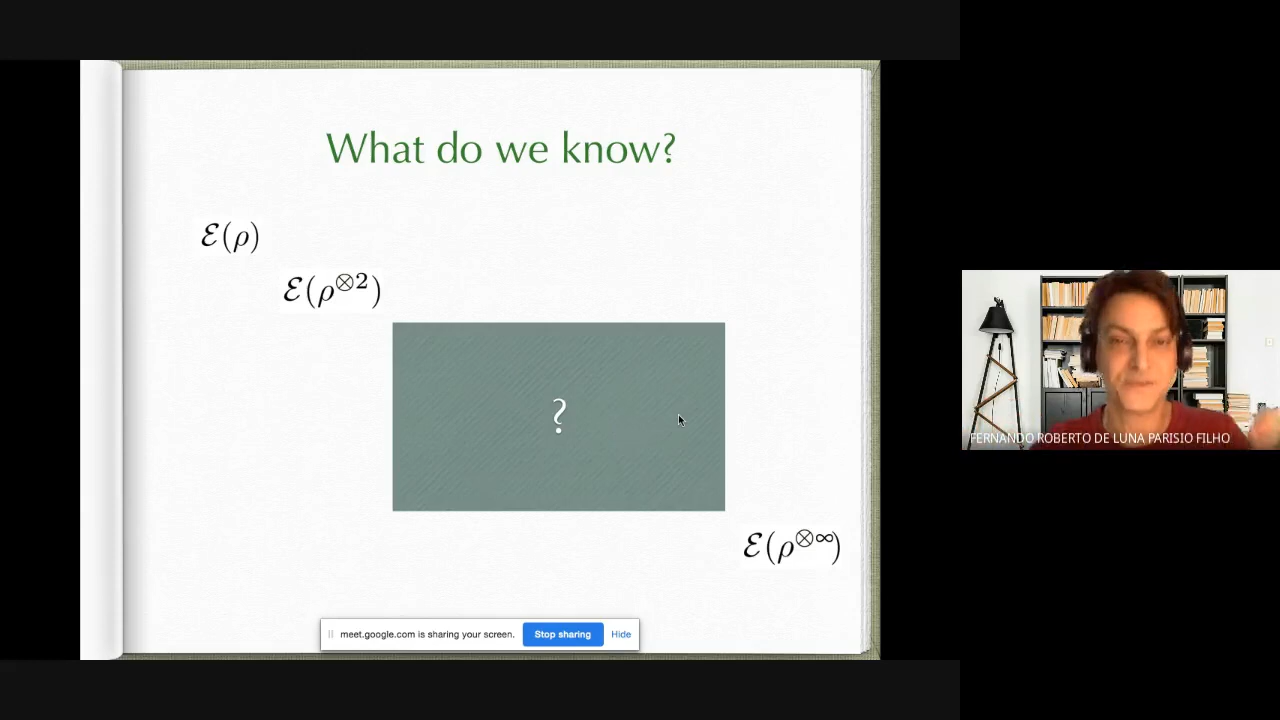 What do we know?
ℰ(ρ)
ℰ(ρ^⊗2)
?
ℰ(ρ^⊗∞)
meet.google.com is sharing your screen. Stop sharing Hide
FERNANDO ROBERTO DE LUNA PARISIO FILHO